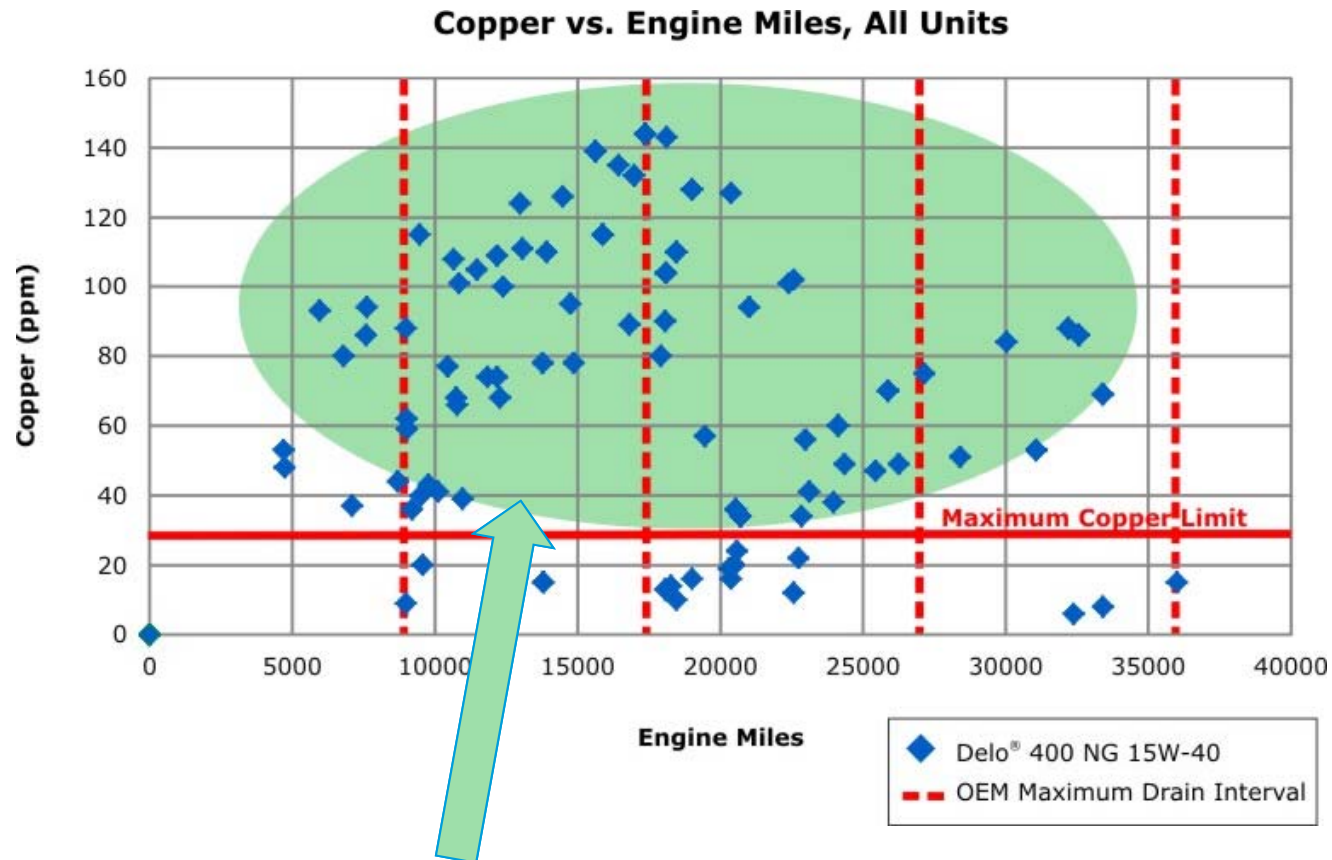 Copper vs. Engine Miles, All Units
160
140
120
100
80
60
40
20
0
Copper (ppm)
Maximum Copper Limit
0 5000 10000 15000 20000 25000 30000 35000 40000
Engine Miles
Delo® 400 NG 15W-40
OEM Maximum Drain Interval